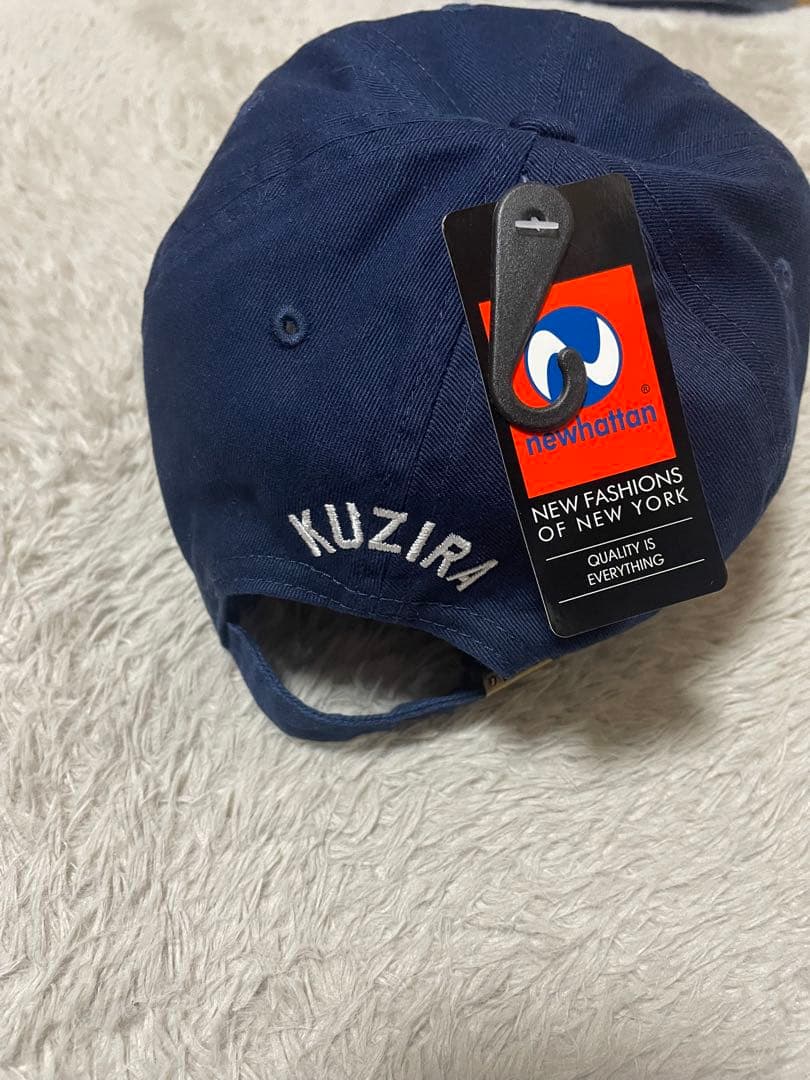 KUZIRA
®
newhattan
NEW FASHIONS
OF NEW YORK
QUALITY IS
EVERYTHING